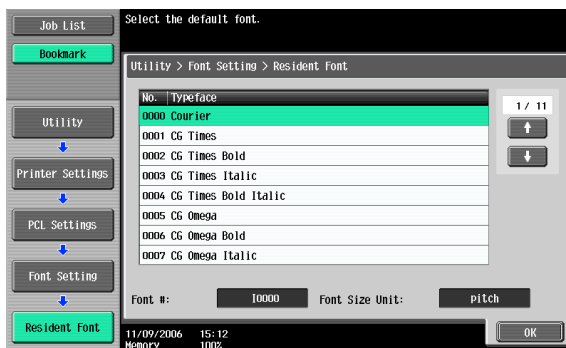 Job List
Bookmark
Utility
Printer Settings
PCL Settings
Font Setting
Resident Font
Select the default font.
Utility > Font Setting > Resident Font
No. Typeface
0000 Courier
0001 CG Times
0002 CG Times Bold
0003 CG Times Italic
0004 CG Times Bold Italic
0005 CG Omega
0006 CG Omega Bold
0007 CG Omega Italic
1/ 11
Font #: I0000 Font Size Unit: pitch
11/09/2006 15:12
Memory 100%
OK